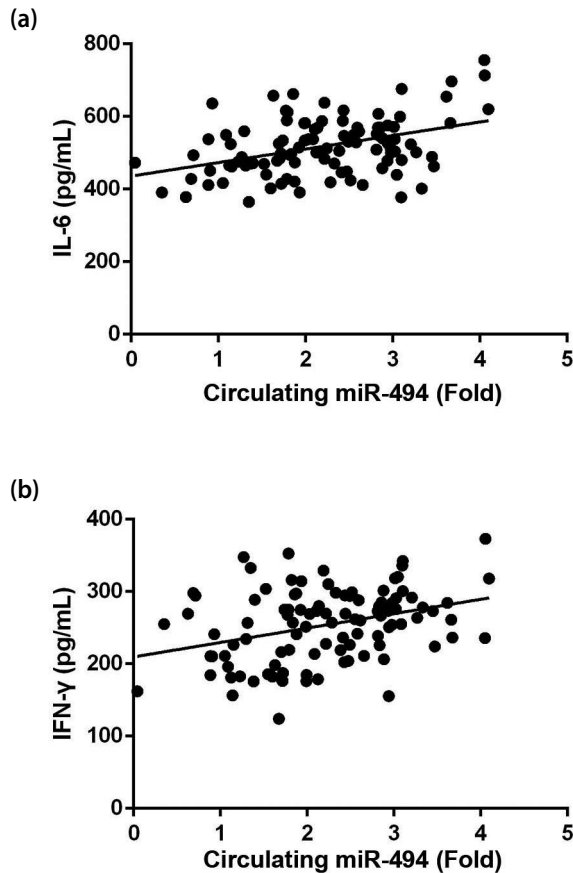 (a)
800
600
400
200
0
IL-6 (pg/mL)
0 1 2 3 4 5
Circulating miR-494 (Fold)
(b)
400
300
200
100
0
IFN-γ (pg/mL)
0 1 2 3 4 5
Circulating miR-494 (Fold)